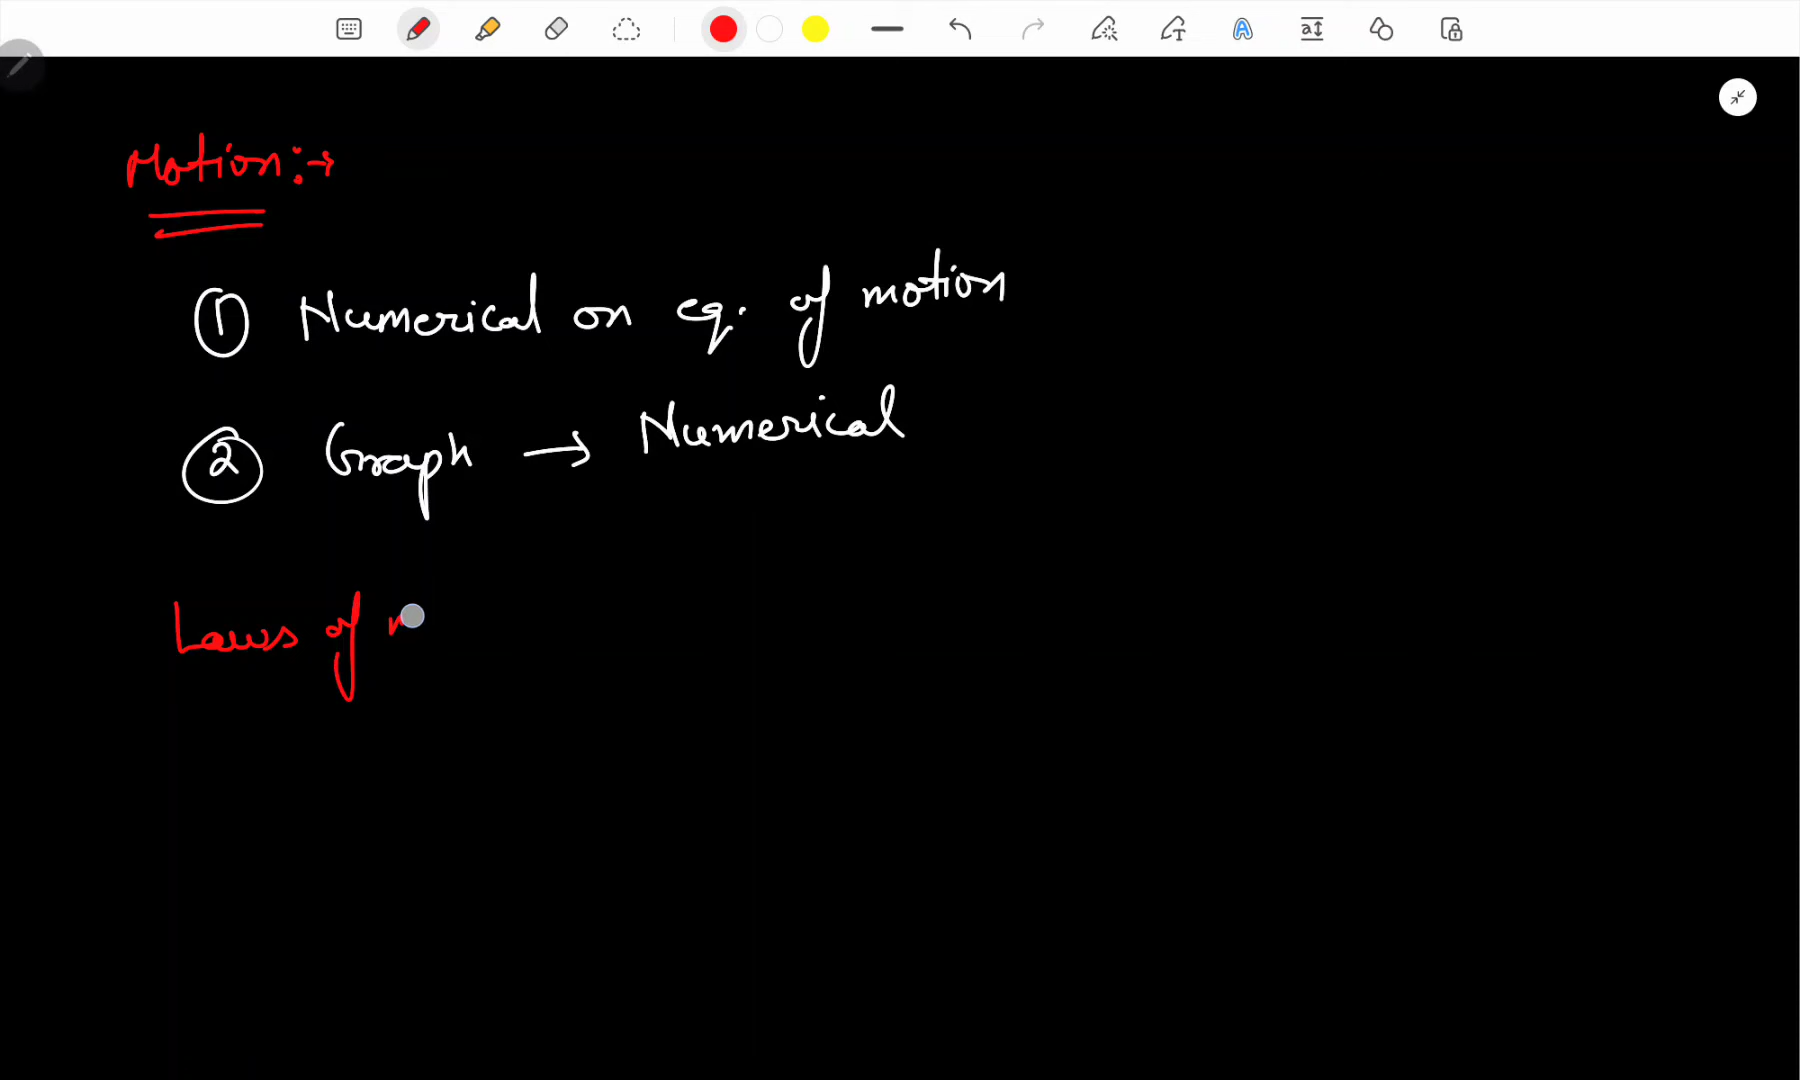 Motion:→
① Numerical on eq. of motion
② Graph → Numerical
Laws of